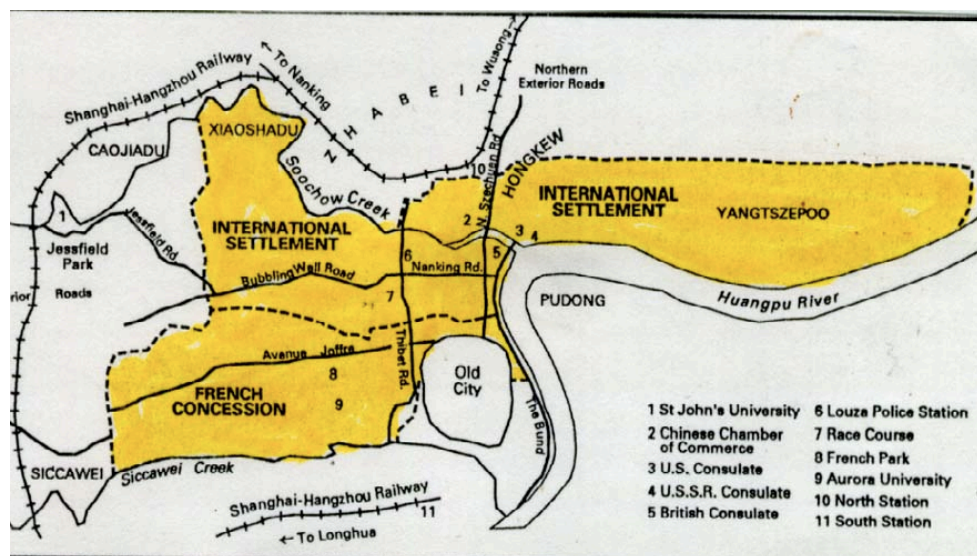 Shanghai-Hangzhou Railway
To Nanking
To Wusong
Northern
Exterior Roads
ZHABEI
CAOJIADU
XIAOSHADU
Soochow Creek
10
N. Szechuen Rd.
HONGKEW
1
Jessfield Rd.
INTERNATIONAL
SETTLEMENT
2
3
4
INTERNATIONAL
SETTLEMENT
YANGTSZEPOO
Jessfield
Park
6
5
Nanking Rd.
Bubbling Wall Road
rior
Roads
7
PUDONG
Huangpu River
Avenue Joffre
8
Thibet Rd.
Old
City
FRENCH
CONCESSION
9
The Bund
SICCAWEI
Siccawei Creek
Shanghai-Hangzhou Railway
11
To Longhua
1 St John's University
2 Chinese Chamber
of Commerce
3 U.S. Consulate
4 U.S.S.R. Consulate
5 British Consulate
6 Louza Police Station
7 Race Course
8 French Park
9 Aurora University
10 North Station
11 South Station